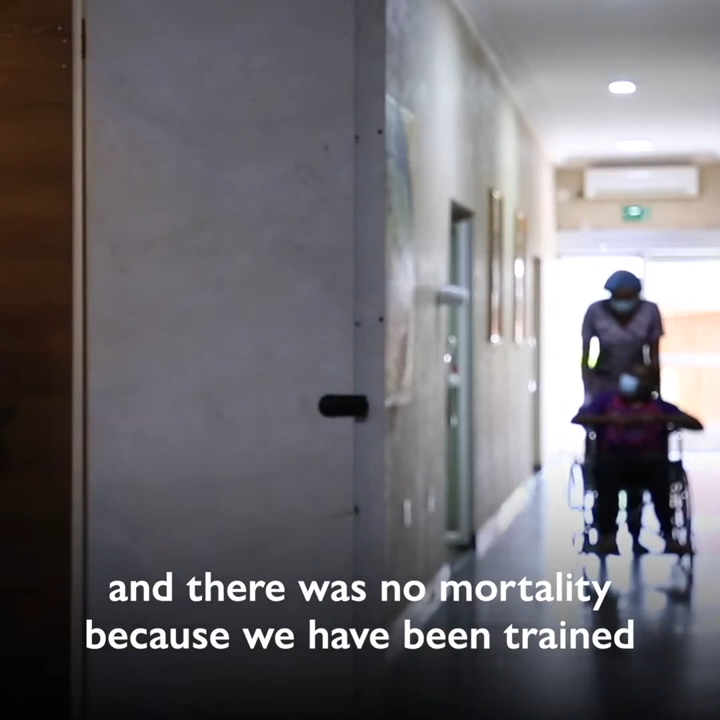 and there was no mortality
because we have been trained